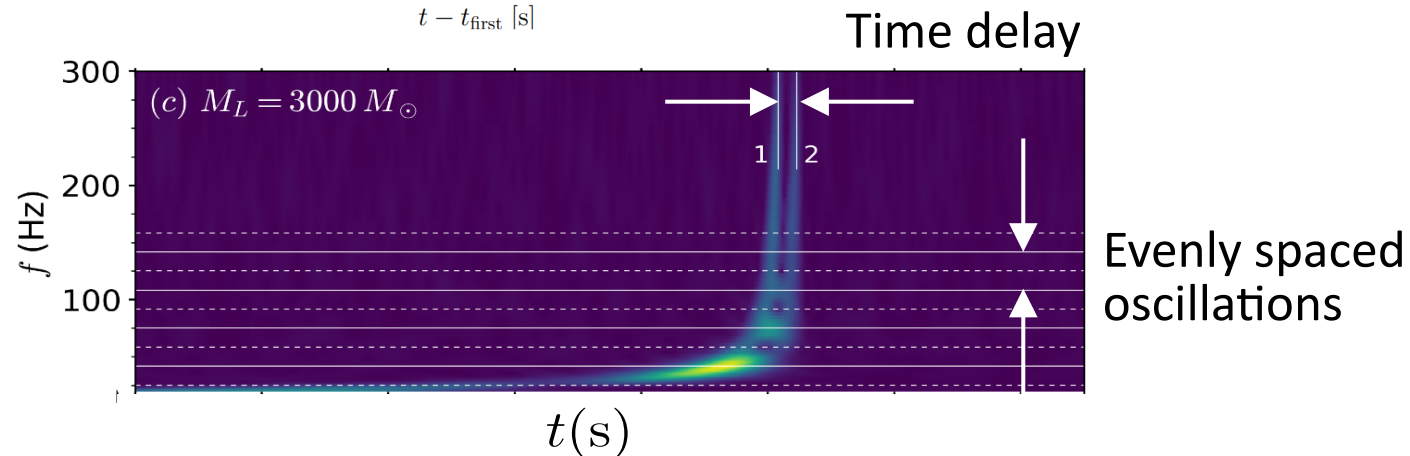 t − t_first [s]
Time delay
300
(c) M_L = 3000 M_⊙
1 2
200
f (Hz)
Evenly spaced
oscillations
100
t(s)